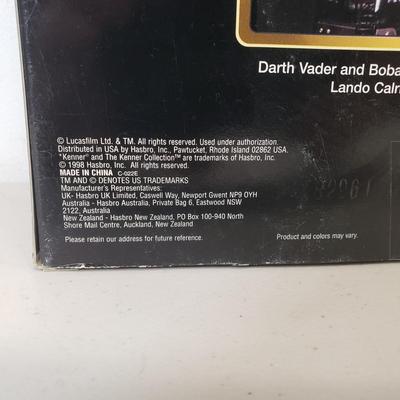 Darth Vader and Boba
Lando Calr
© Lucasfilm Ltd. & TM. All rights reserved. Used under authorization.
Distributed in USA by Hasbro, Inc., Pawtucket, Rhode Island 02862 USA.
"Kenner" and The Kenner Collection™ are trademarks of Hasbro, Inc.
© 1998 Hasbro, Inc. All rights reserved.
MADE IN CHINA C-022E
TM AND © DENOTES US TRADEMARKS
Manufacturer's Representatives:
UK- Hasbro UK Limited, Caswell Way, Newport Gwent NP9 OYH
Australia - Hasbro Australia, Private Bag 6, Eastwood NSW
2122, Australia
New Zealand - Hasbro New Zealand, PO Box 100-940 North
Shore Mail Centre, Auckland, New Zealand
Please retain our address for future reference.
Product and colors may vary.